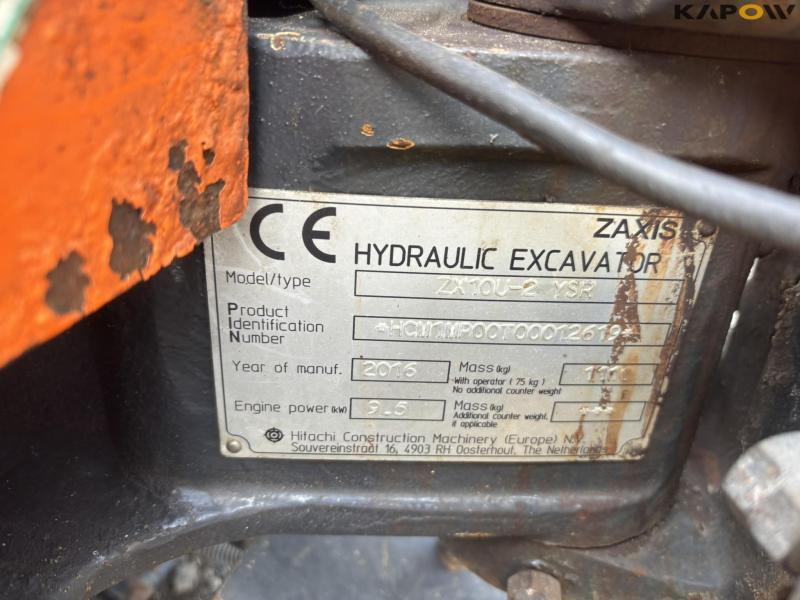 KAPOW
CE
ZAXIS
HYDRAULIC EXCAVATOR
Model/type ZX10U-2 YSR
Product
Identification
Number
Year of manuf. 2016 Mass (kg)
With operator (75 kg)
No additional counter weight
Engine power (kW) 9.5 Mass (kg)
Additional counter weight,
if applicable
Hitachi Construction Machinery (Europe) N.V.
Souvereinstraat 16, 4903 RH Oosterhout, The Netherlands